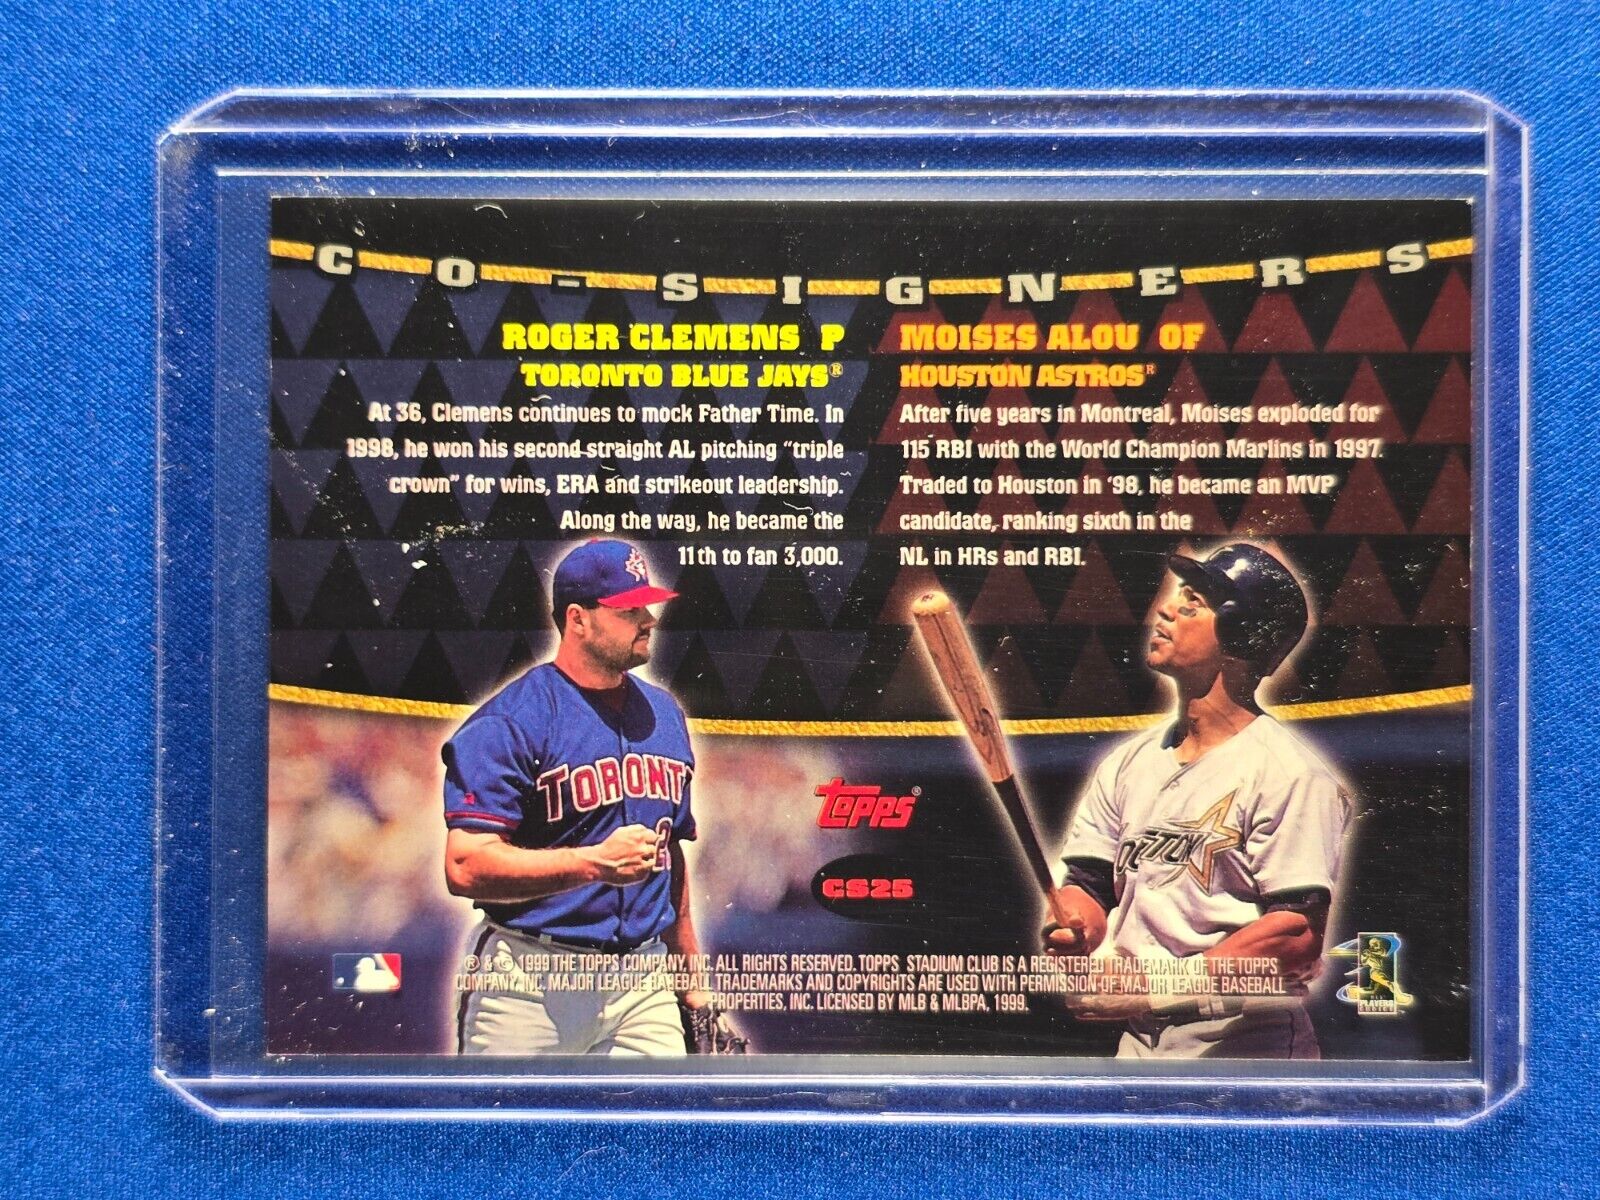 CO-SIGNERS
ROGER CLEMENS P
TORONTO BLUE JAYS®
At 36, Clemens continues to mock Father Time. In
1998, he won his second straight AL pitching "triple
crown" for wins, ERA and strikeout leadership.
Along the way, he became the
11th to fan 3,000.
MOISES ALOU OF
HOUSTON ASTROS®
After five years in Montreal, Moises exploded for
115 RBI with the World Champion Marlins in 1997.
Traded to Houston in '98, he became an MVP
candidate, ranking sixth in the
NL in HRs and RBI.
TORONT
2
TOPPS®
CS25
® & © 1999 THE TOPPS COMPANY, INC. ALL RIGHTS RESERVED. TOPPS STADIUM CLUB IS A REGISTERED TRADEMARK OF THE TOPPS
COMPANY, INC. MAJOR LEAGUE BASEBALL TRADEMARKS AND COPYRIGHTS ARE USED WITH PERMISSION OF MAJOR LEAGUE BASEBALL
PROPERTIES, INC. LICENSED BY MLB & MLBPA, 1999.
PLAYERS
CHOICE